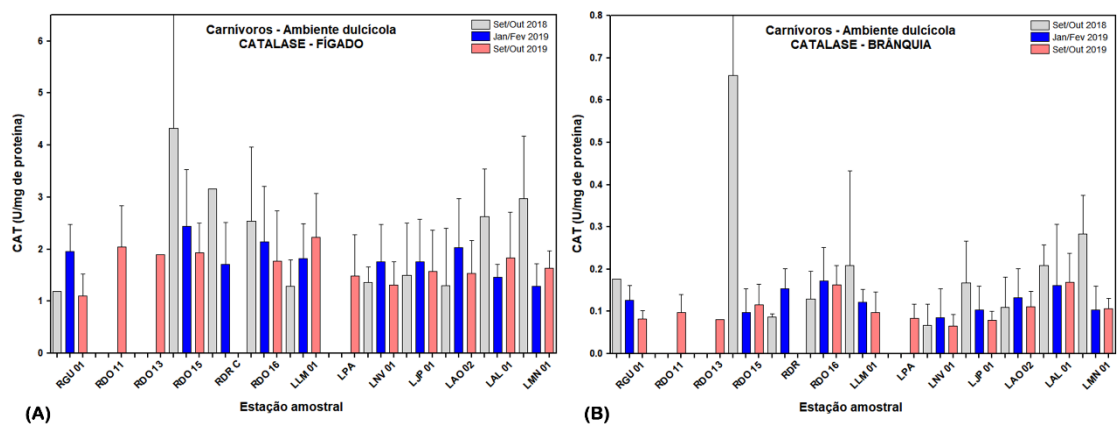 Carnívoros - Ambiente dulcícola
CATALASE - FÍGADO
Set/Out 2018
Jan/Fev 2019
Set/Out 2019
CAT (U/mg de proteína)
6
5
4
3
2
1
0
RGU 01
RDO 11
RDO 13
RDO 15
RDR C
RDO 16
LLM 01
LPA
LNV 01
LJP 01
LAO 02
LAL 01
LMN 01
Estação amostral
(A)
Carnívoros - Ambiente dulcícola
CATALASE - BRÂNQUIA
Set/Out 2018
Jan/Fev 2019
Set/Out 2019
CAT (U/mg de proteína)
0.8
0.7
0.6
0.5
0.4
0.3
0.2
0.1
0.0
RGU 01
RDO 11
RDO 13
RDO 15
RDR
RDO 16
LLM 01
LPA
LNV 01
LJP 01
LAO 02
LAL 01
LMN 01
Estação amostral
(B)